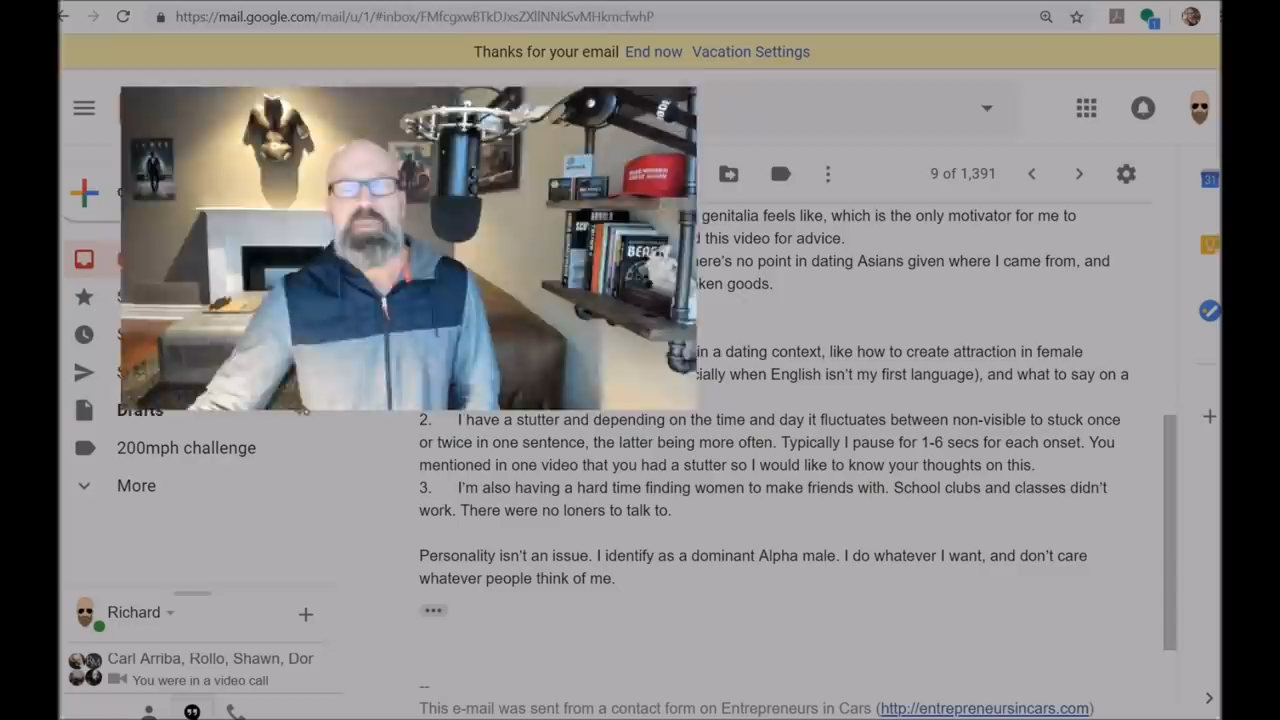 https://mail.google.com/mail/u/1/#inbox/FMfcgxwBTkDJxsZXllNNkSvMHkmcfwhP
1
Thanks for your email End now Vacation Settings
9 of 1,391
31
genitalia feels like, which is the only motivator for me to
this video for advice.
here's no point in dating Asians given where I came from, and
ken goods.
in a dating context, like how to create attraction in female
cially when English isn't my first language), and what to say on a
2. I have a stutter and depending on the time and day it fluctuates between non-visible to stuck once
or twice in one sentence, the latter being more often. Typically I pause for 1-6 secs for each onset. You
mentioned in one video that you had a stutter so I would like to know your thoughts on this.
3. I'm also having a hard time finding women to make friends with. School clubs and classes didn't
work. There were no loners to talk to.
Personality isn't an issue. I identify as a dominant Alpha male. I do whatever I want, and don't care
whatever people think of me.
--
This e-mail was sent from a contact form on Entrepreneurs in Cars (http://entrepreneursincars.com)
Drafts
200mph challenge
More
Richard
Carl Arriba, Rollo, Shawn, Dor
You were in a video call